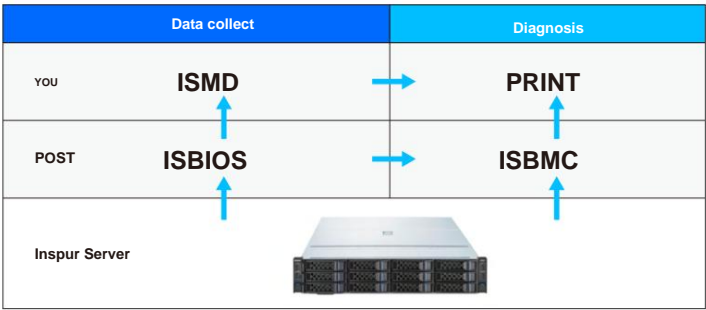 Data collect Diagnosis
YOU ISMD PRINT
POST ISBIOS ISBMC
Inspur Server